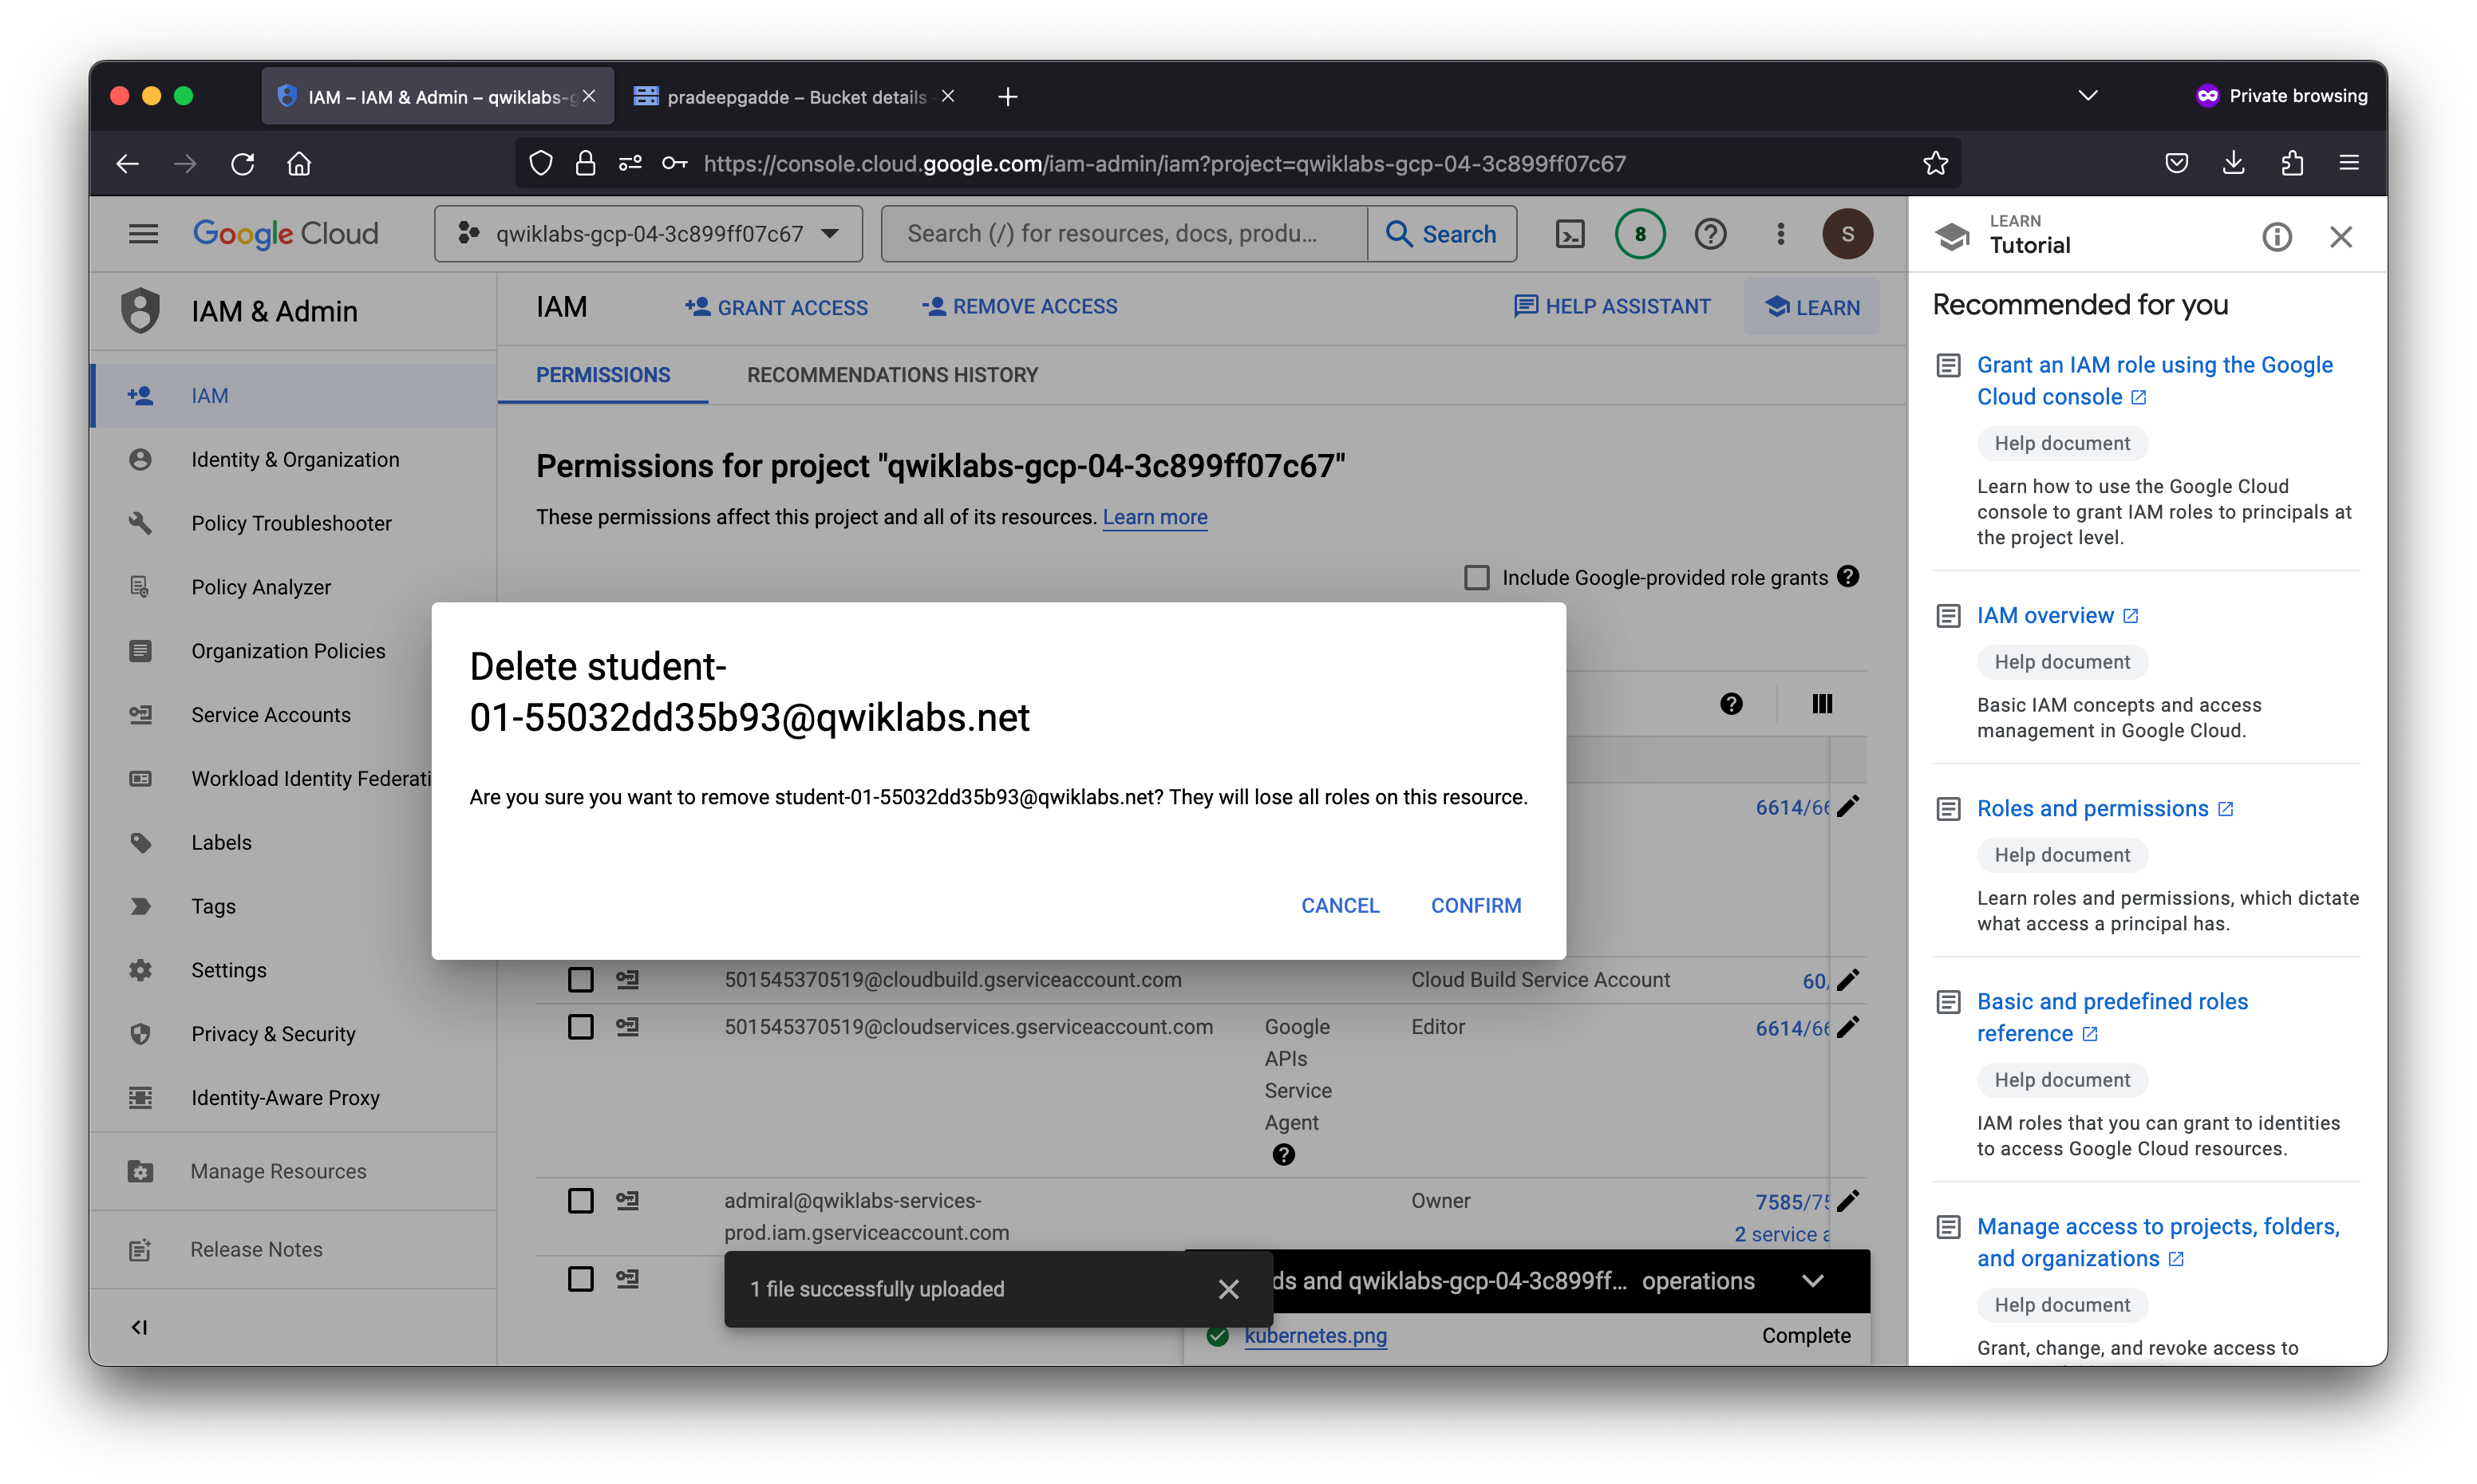 IAM – IAM & Admin – qwiklabs-g
pradeepgadde – Bucket details
Private browsing
https://console.cloud.google.com/iam-admin/iam?project=qwiklabs-gcp-04-3c899ff07c67
Google Cloud
qwiklabs-gcp-04-3c899ff07c67
Search (/) for resources, docs, produ...
Search
8
S
LEARN
Tutorial
IAM & Admin
IAM
GRANT ACCESS
REMOVE ACCESS
HELP ASSISTANT
LEARN
PERMISSIONS
RECOMMENDATIONS HISTORY
IAM
Identity & Organization
Policy Troubleshooter
Policy Analyzer
Organization Policies
Service Accounts
Workload Identity Federati
Labels
Tags
Settings
Privacy & Security
Identity-Aware Proxy
Manage Resources
Release Notes
Permissions for project "qwiklabs-gcp-04-3c899ff07c67"
These permissions affect this project and all of its resources. Learn more
Include Google-provided role grants
Delete student-
01-55032dd35b93@qwiklabs.net
Are you sure you want to remove student-01-55032dd35b93@qwiklabs.net? They will lose all roles on this resource.
CANCEL
CONFIRM
6614/66
501545370519@cloudbuild.gserviceaccount.com
Cloud Build Service Account
60/
501545370519@cloudservices.gserviceaccount.com
Google
APIs
Service
Agent
Editor
6614/66
admiral@qwiklabs-services-
prod.iam.gserviceaccount.com
Owner
7585/75
2 service a
1 file successfully uploaded
ds and qwiklabs-gcp-04-3c899ff... operations
kubernetes.png
Complete
Recommended for you
Grant an IAM role using the Google
Cloud console
Help document
Learn how to use the Google Cloud
console to grant IAM roles to principals at
the project level.
IAM overview
Help document
Basic IAM concepts and access
management in Google Cloud.
Roles and permissions
Help document
Learn roles and permissions, which dictate
what access a principal has.
Basic and predefined roles
reference
Help document
IAM roles that you can grant to identities
to access Google Cloud resources.
Manage access to projects, folders,
and organizations
Help document
Grant, change, and revoke access to